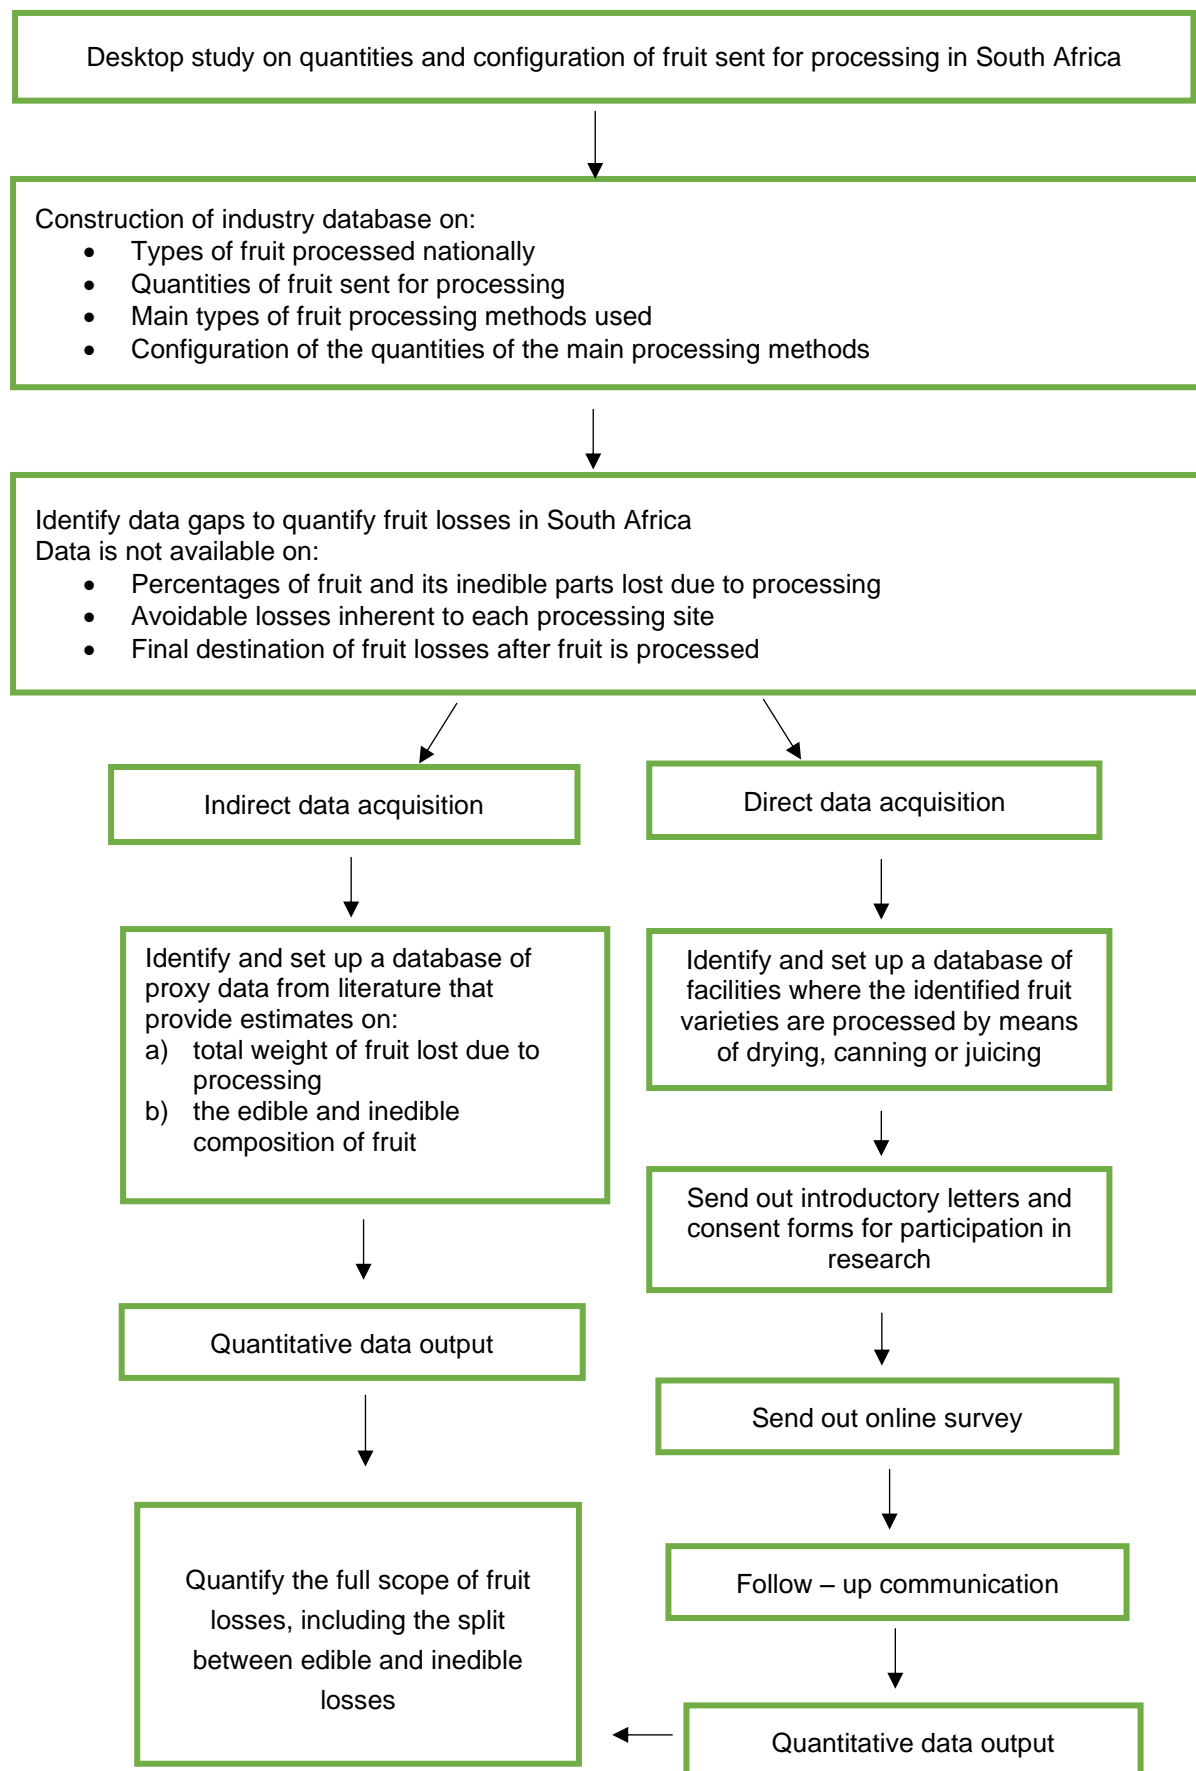 Desktop study on quantities and configuration of fruit sent for processing in South Africa
Construction of industry database on:
• Types of fruit processed nationally
• Quantities of fruit sent for processing
• Main types of fruit processing methods used
• Configuration of the quantities of the main processing methods
Identify data gaps to quantify fruit losses in South Africa
Data is not available on:
• Percentages of fruit and its inedible parts lost due to processing
• Avoidable losses inherent to each processing site
• Final destination of fruit losses after fruit is processed
Indirect data acquisition
Identify and set up a database of
proxy data from literature that
provide estimates on:
a) total weight of fruit lost due to
processing
b) the edible and inedible
composition of fruit
Quantitative data output
Quantify the full scope of fruit
losses, including the split
between edible and inedible
losses
Direct data acquisition
Identify and set up a database of
facilities where the identified fruit
varieties are processed by means
of drying, canning or juicing
Send out introductory letters and
consent forms for participation in
research
Send out online survey
Follow – up communication
Quantitative data output